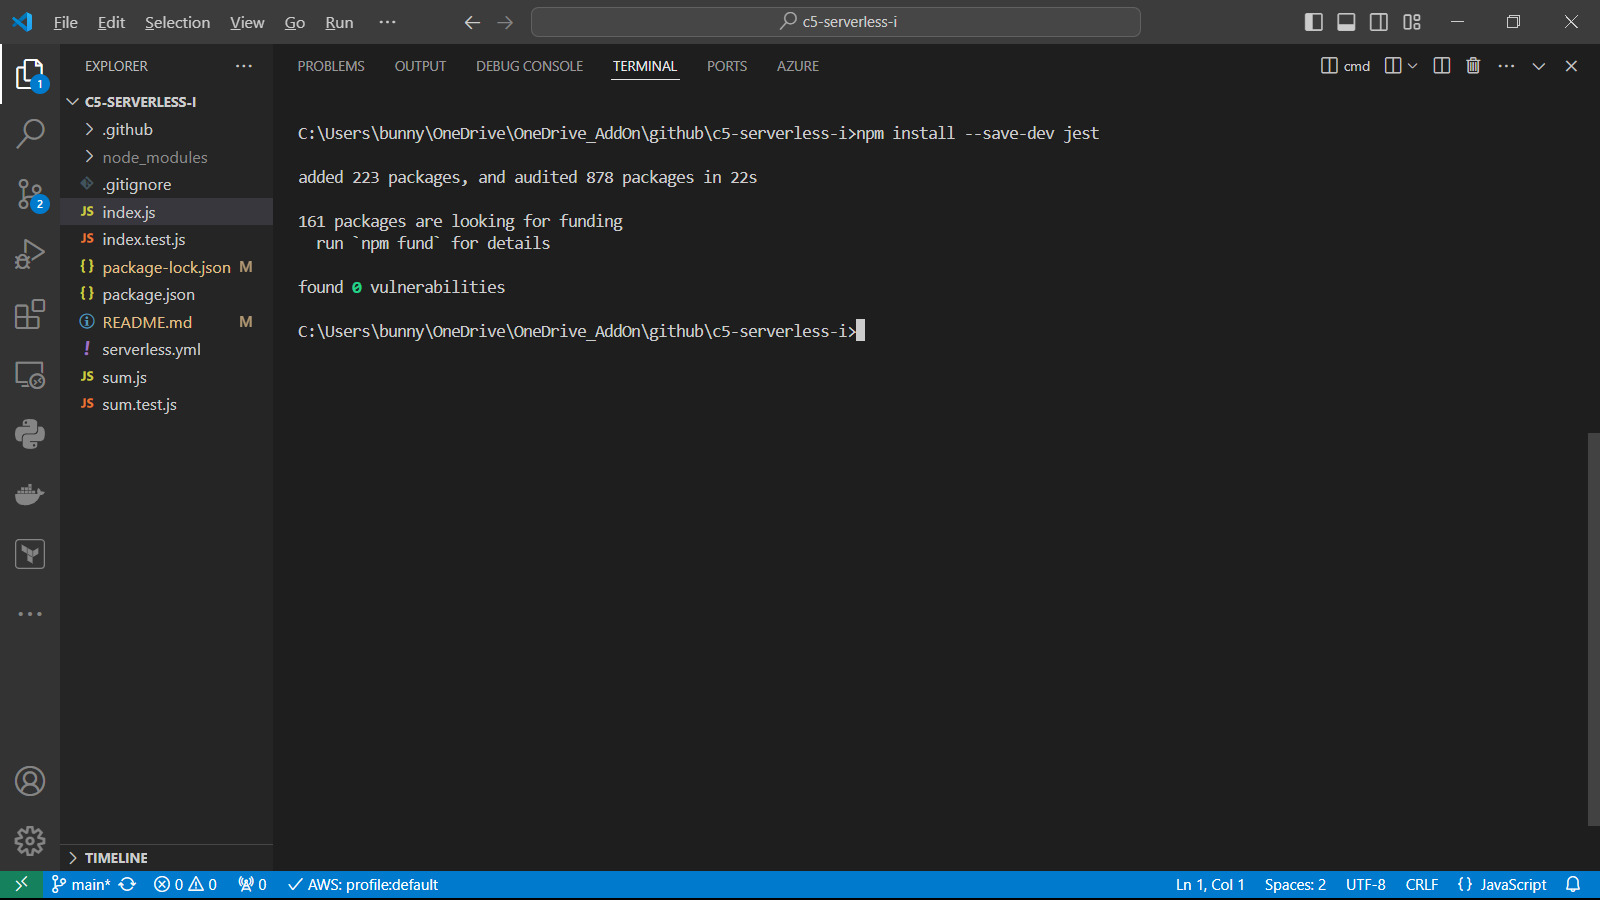 File Edit Selection View Go Run ···
c5-serverless-i
EXPLORER
PROBLEMS OUTPUT DEBUG CONSOLE TERMINAL PORTS AZURE
cmd
1
C5-SERVERLESS-I
.github
node_modules
.gitignore
2
JS index.js
JS index.test.js
{} package-lock.json M
{} package.json
README.md M
! serverless.yml
JS sum.js
JS sum.test.js
C:\Users\bunny\OneDrive\OneDrive_AddOn\github\c5-serverless-i>npm install --save-dev jest
added 223 packages, and audited 878 packages in 22s
161 packages are looking for funding
run `npm fund` for details
found 0 vulnerabilities
C:\Users\bunny\OneDrive\OneDrive_AddOn\github\c5-serverless-i>
TIMELINE
main* 0 0 0 AWS: profile:default
Ln 1, Col 1 Spaces: 2 UTF-8 CRLF {} JavaScript